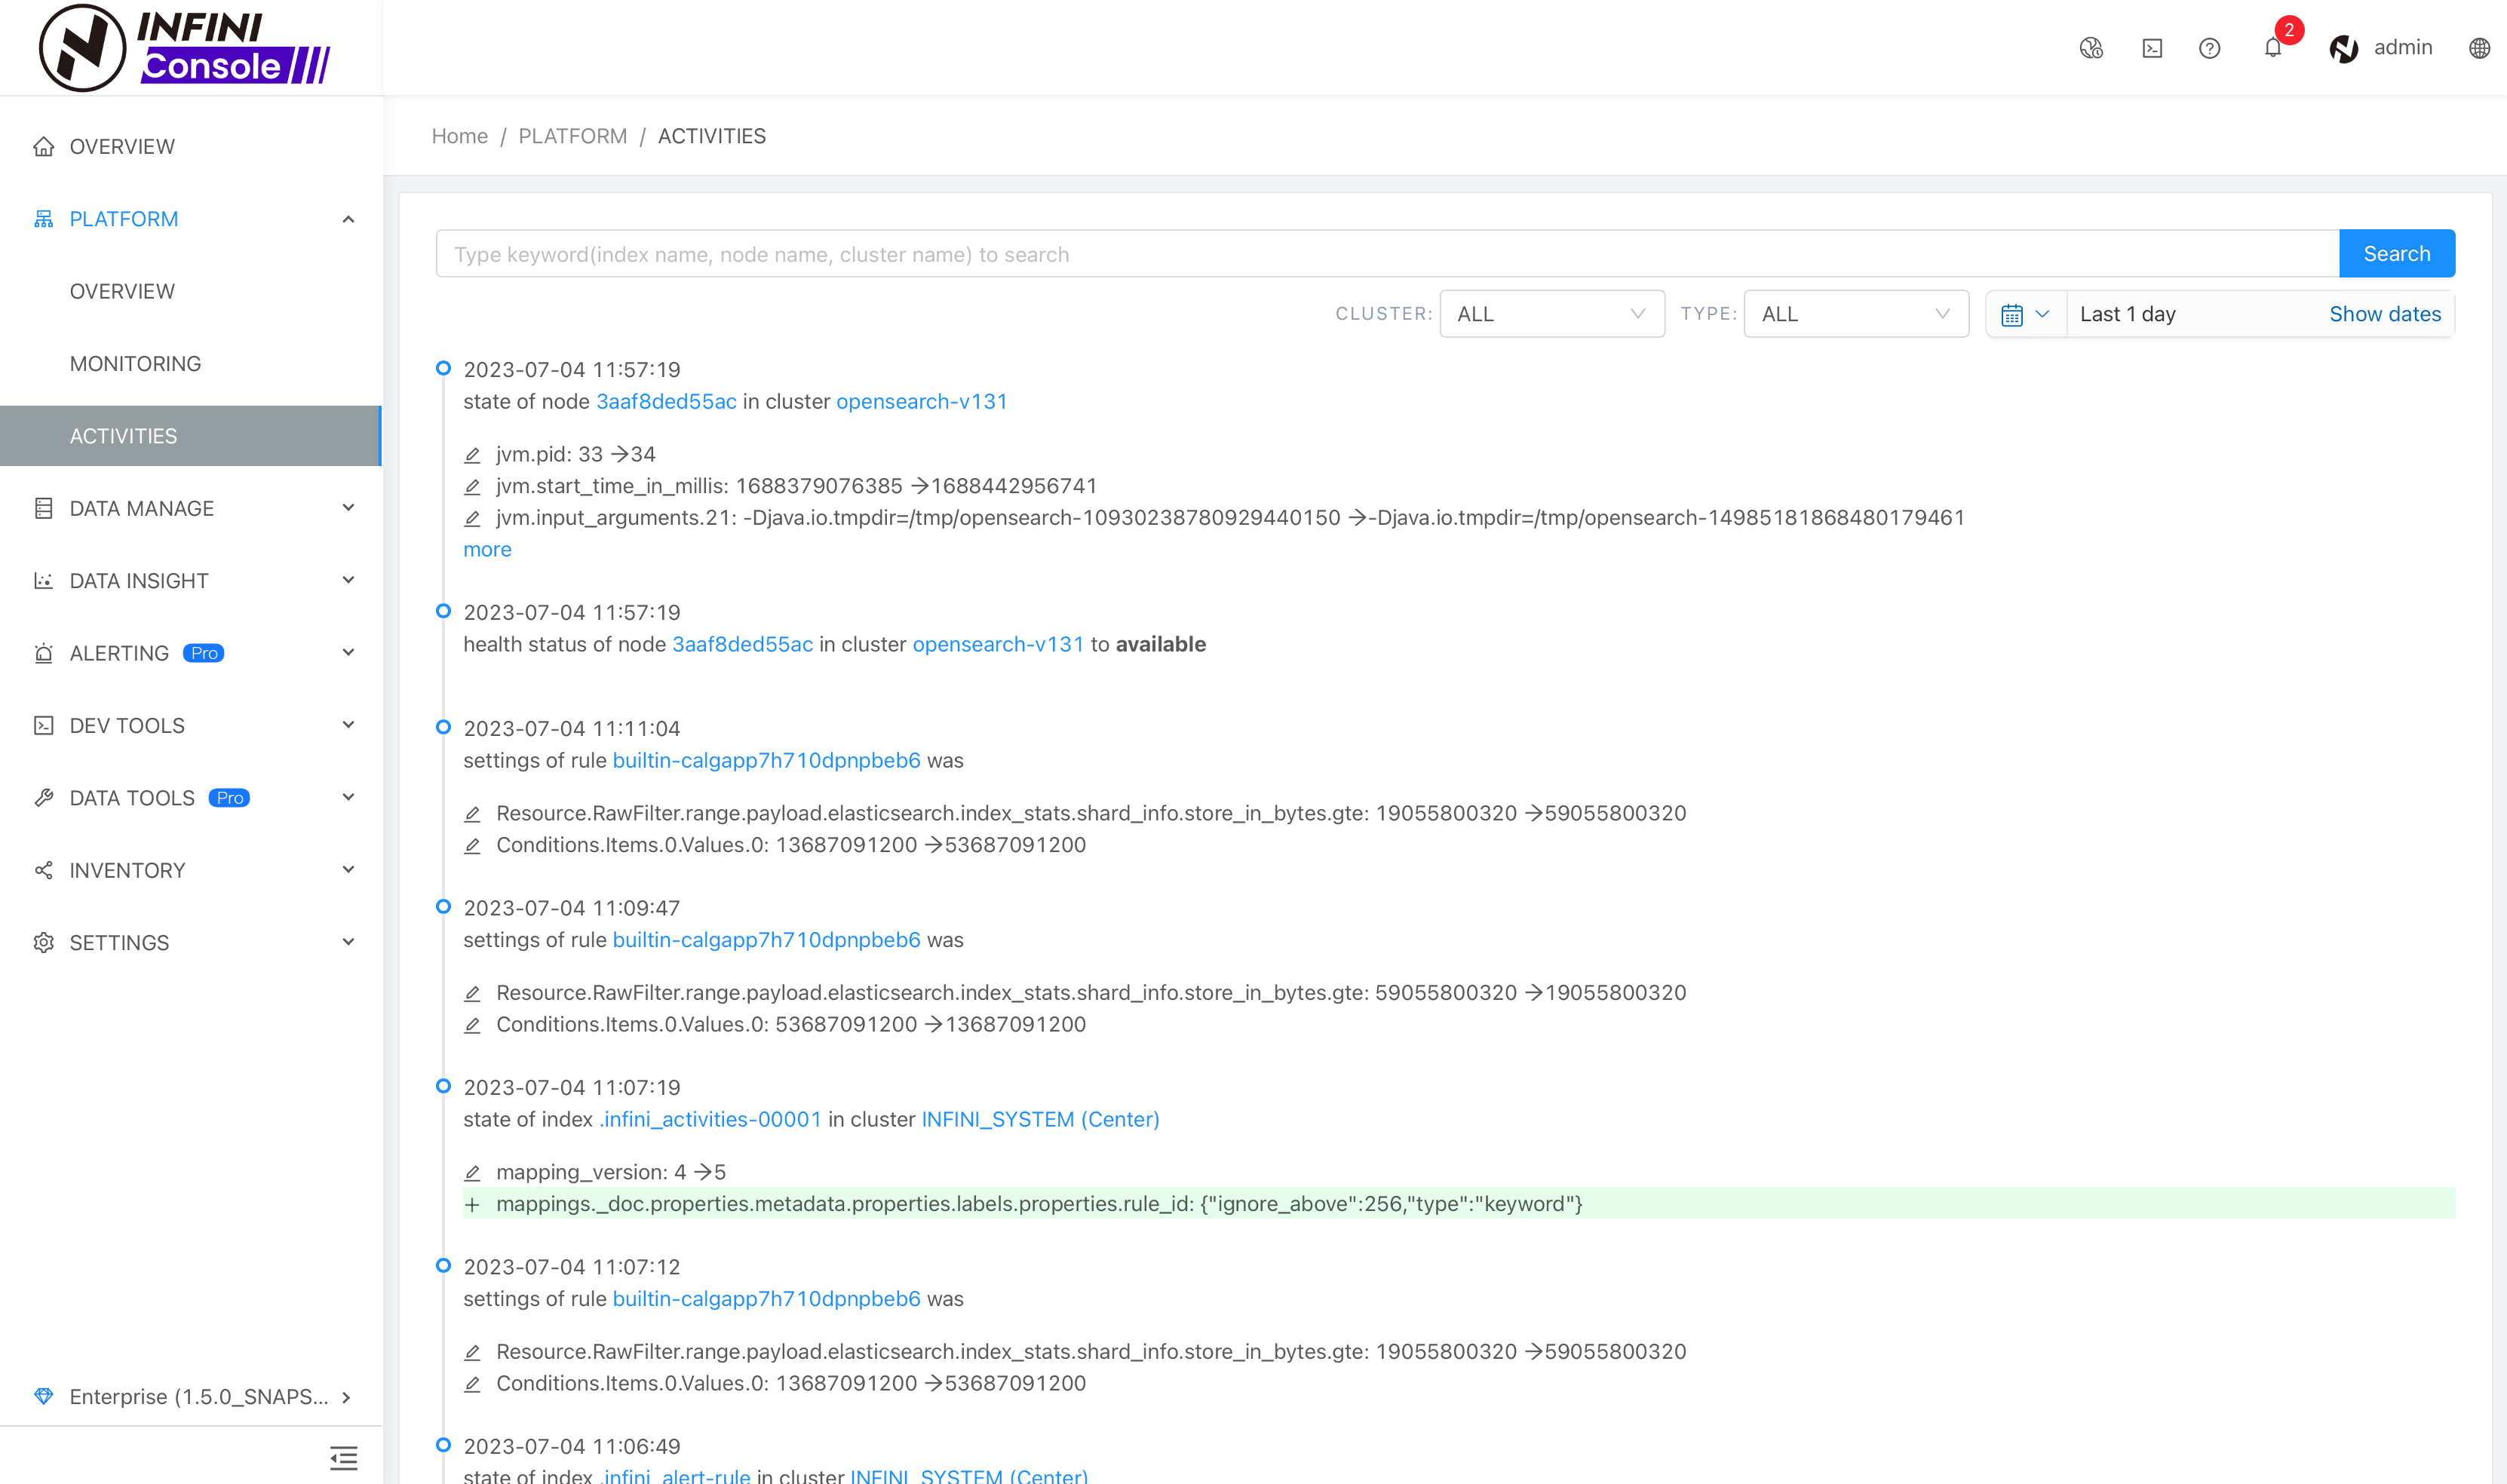 INFINI
Console
2
admin
OVERVIEW
PLATFORM
OVERVIEW
MONITORING
ACTIVITIES
DATA MANAGE
DATA INSIGHT
ALERTING Pro
DEV TOOLS
DATA TOOLS Pro
INVENTORY
SETTINGS
Enterprise (1.5.0_SNAPS...
Home / PLATFORM / ACTIVITIES
Type keyword(index name, node name, cluster name) to search
Search
CLUSTER: ALL TYPE: ALL Last 1 day Show dates
2023-07-04 11:57:19
state of node 3aaf8ded55ac in cluster opensearch-v131
jvm.pid: 33 →34
jvm.start_time_in_millis: 1688379076385 →1688442956741
jvm.input_arguments.21: -Djava.io.tmpdir=/tmp/opensearch-10930238780929440150 →-Djava.io.tmpdir=/tmp/opensearch-14985181868480179461
more
2023-07-04 11:57:19
health status of node 3aaf8ded55ac in cluster opensearch-v131 to available
2023-07-04 11:11:04
settings of rule builtin-calgapp7h710dpnpbeb6 was
Resource.RawFilter.range.payload.elasticsearch.index_stats.shard_info.store_in_bytes.gte: 19055800320 →59055800320
Conditions.Items.0.Values.0: 13687091200 →53687091200
2023-07-04 11:09:47
settings of rule builtin-calgapp7h710dpnpbeb6 was
Resource.RawFilter.range.payload.elasticsearch.index_stats.shard_info.store_in_bytes.gte: 59055800320 →19055800320
Conditions.Items.0.Values.0: 53687091200 →13687091200
2023-07-04 11:07:19
state of index .infini_activities-00001 in cluster INFINI_SYSTEM (Center)
mapping_version: 4 →5
+ mappings._doc.properties.metadata.properties.labels.properties.rule_id: {"ignore_above":256,"type":"keyword"}
2023-07-04 11:07:12
settings of rule builtin-calgapp7h710dpnpbeb6 was
Resource.RawFilter.range.payload.elasticsearch.index_stats.shard_info.store_in_bytes.gte: 19055800320 →59055800320
Conditions.Items.0.Values.0: 13687091200 →53687091200
2023-07-04 11:06:49
state of index .infini_alert-rule in cluster INFINI_SYSTEM (Center)